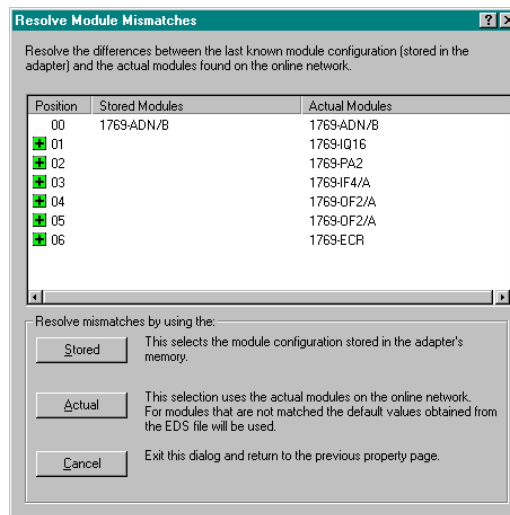 Resolve Module Mismatches
Resolve the differences between the last known module configuration (stored in the
adapter) and the actual modules found on the online network.
Position Stored Modules Actual Modules
00 1769-ADN/B 1769-ADN/B
01 1769-IQ16
02 1769-PA2
03 1769-IF4/A
04 1769-OF2/A
05 1769-OF2/A
06 1769-ECR
Resolve mismatches by using the:
Stored
This selects the module configuration stored in the adapter's
memory.
Actual
This selection uses the actual modules on the online network.
For modules that are not matched the default values obtained from
the EDS file will be used.
Cancel
Exit this dialog and return to the previous property page.